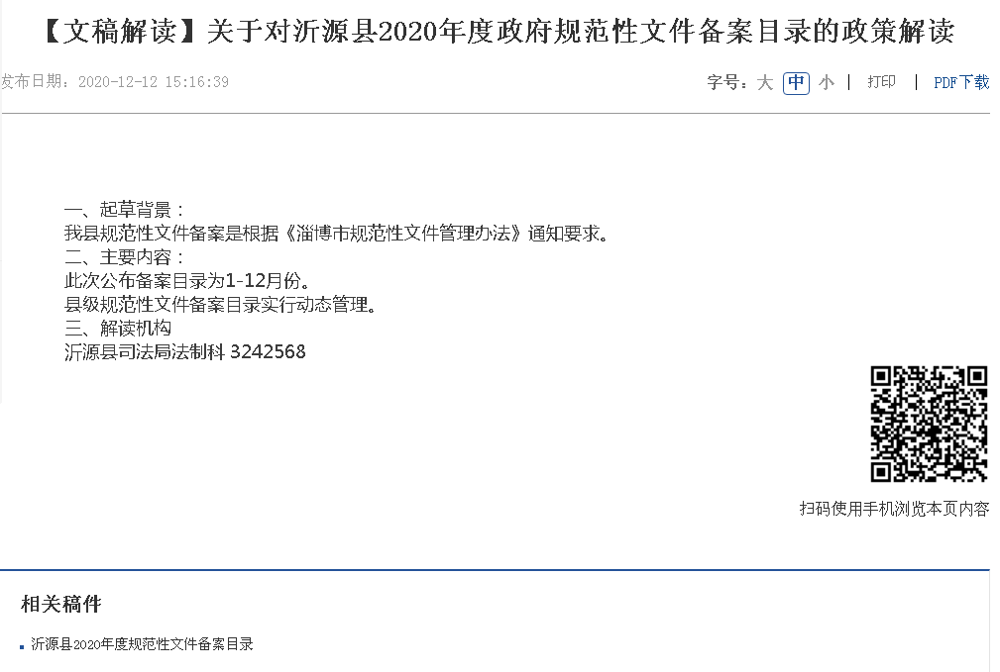 【文稿解读】关于对沂源县2020年度政府规范性文件备案目录的政策解读
发布日期：2020-12-12 15:16:39
字号：大 中 小 | 打印 | PDF下载
一、起草背景：
我县规范性文件备案是根据《淄博市规范性文件管理办法》通知要求。
二、主要内容：
此次公布备案目录为1-12月份。
县级规范性文件备案目录实行动态管理。
三、解读机构
沂源县司法局法制科 3242568
扫码使用手机浏览本页内容
相关稿件
沂源县2020年度规范性文件备案目录